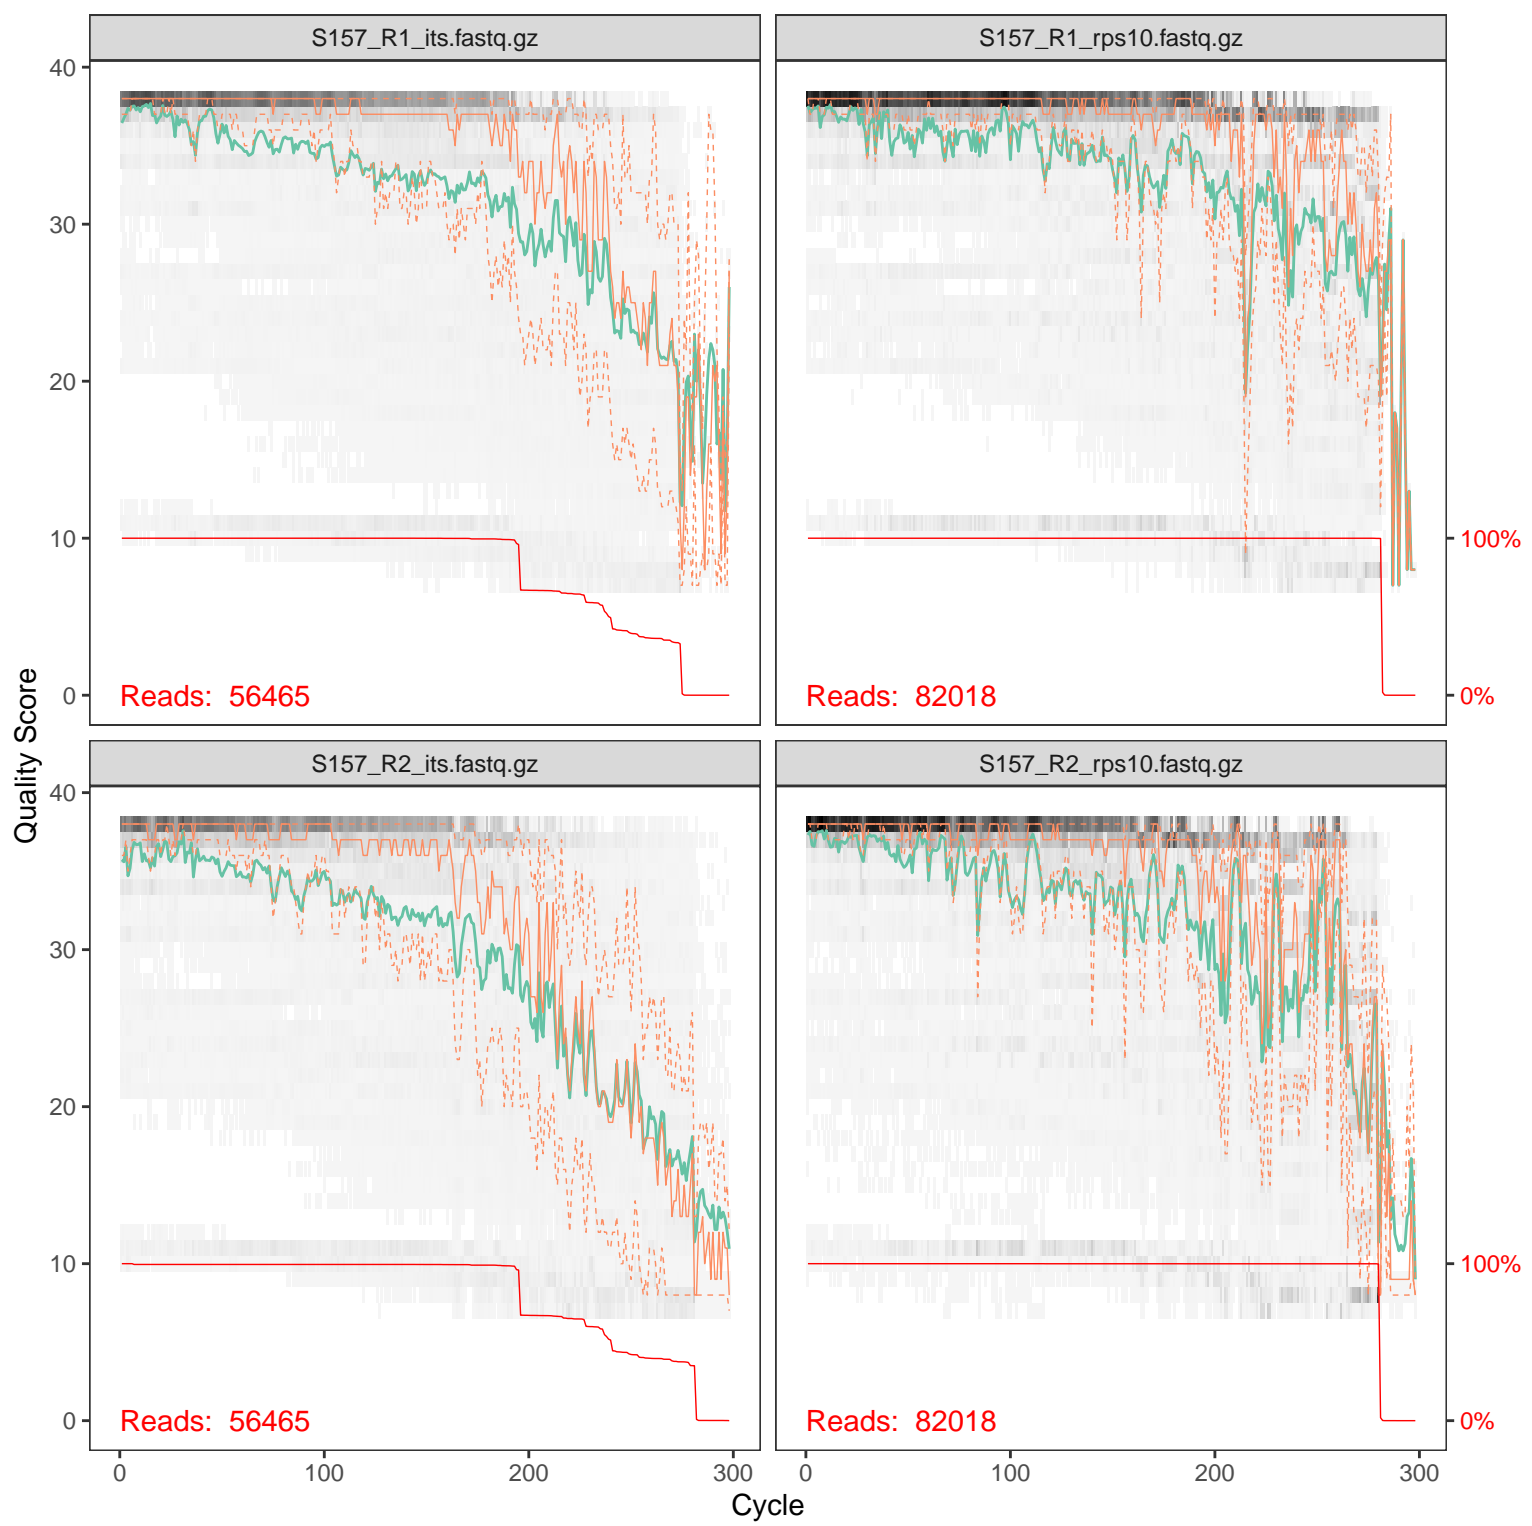 S157_R1_its.fastq.gz
S157_R1_rps10.fastq.gz
40
30
20
10
0
Reads: 56465
Reads: 82018
100%
0%
Quality Score
S157_R2_its.fastq.gz
S157_R2_rps10.fastq.gz
40
30
20
10
0
Reads: 56465
Reads: 82018
100%
0%
0 100 200 300
0 100 200 300
Cycle